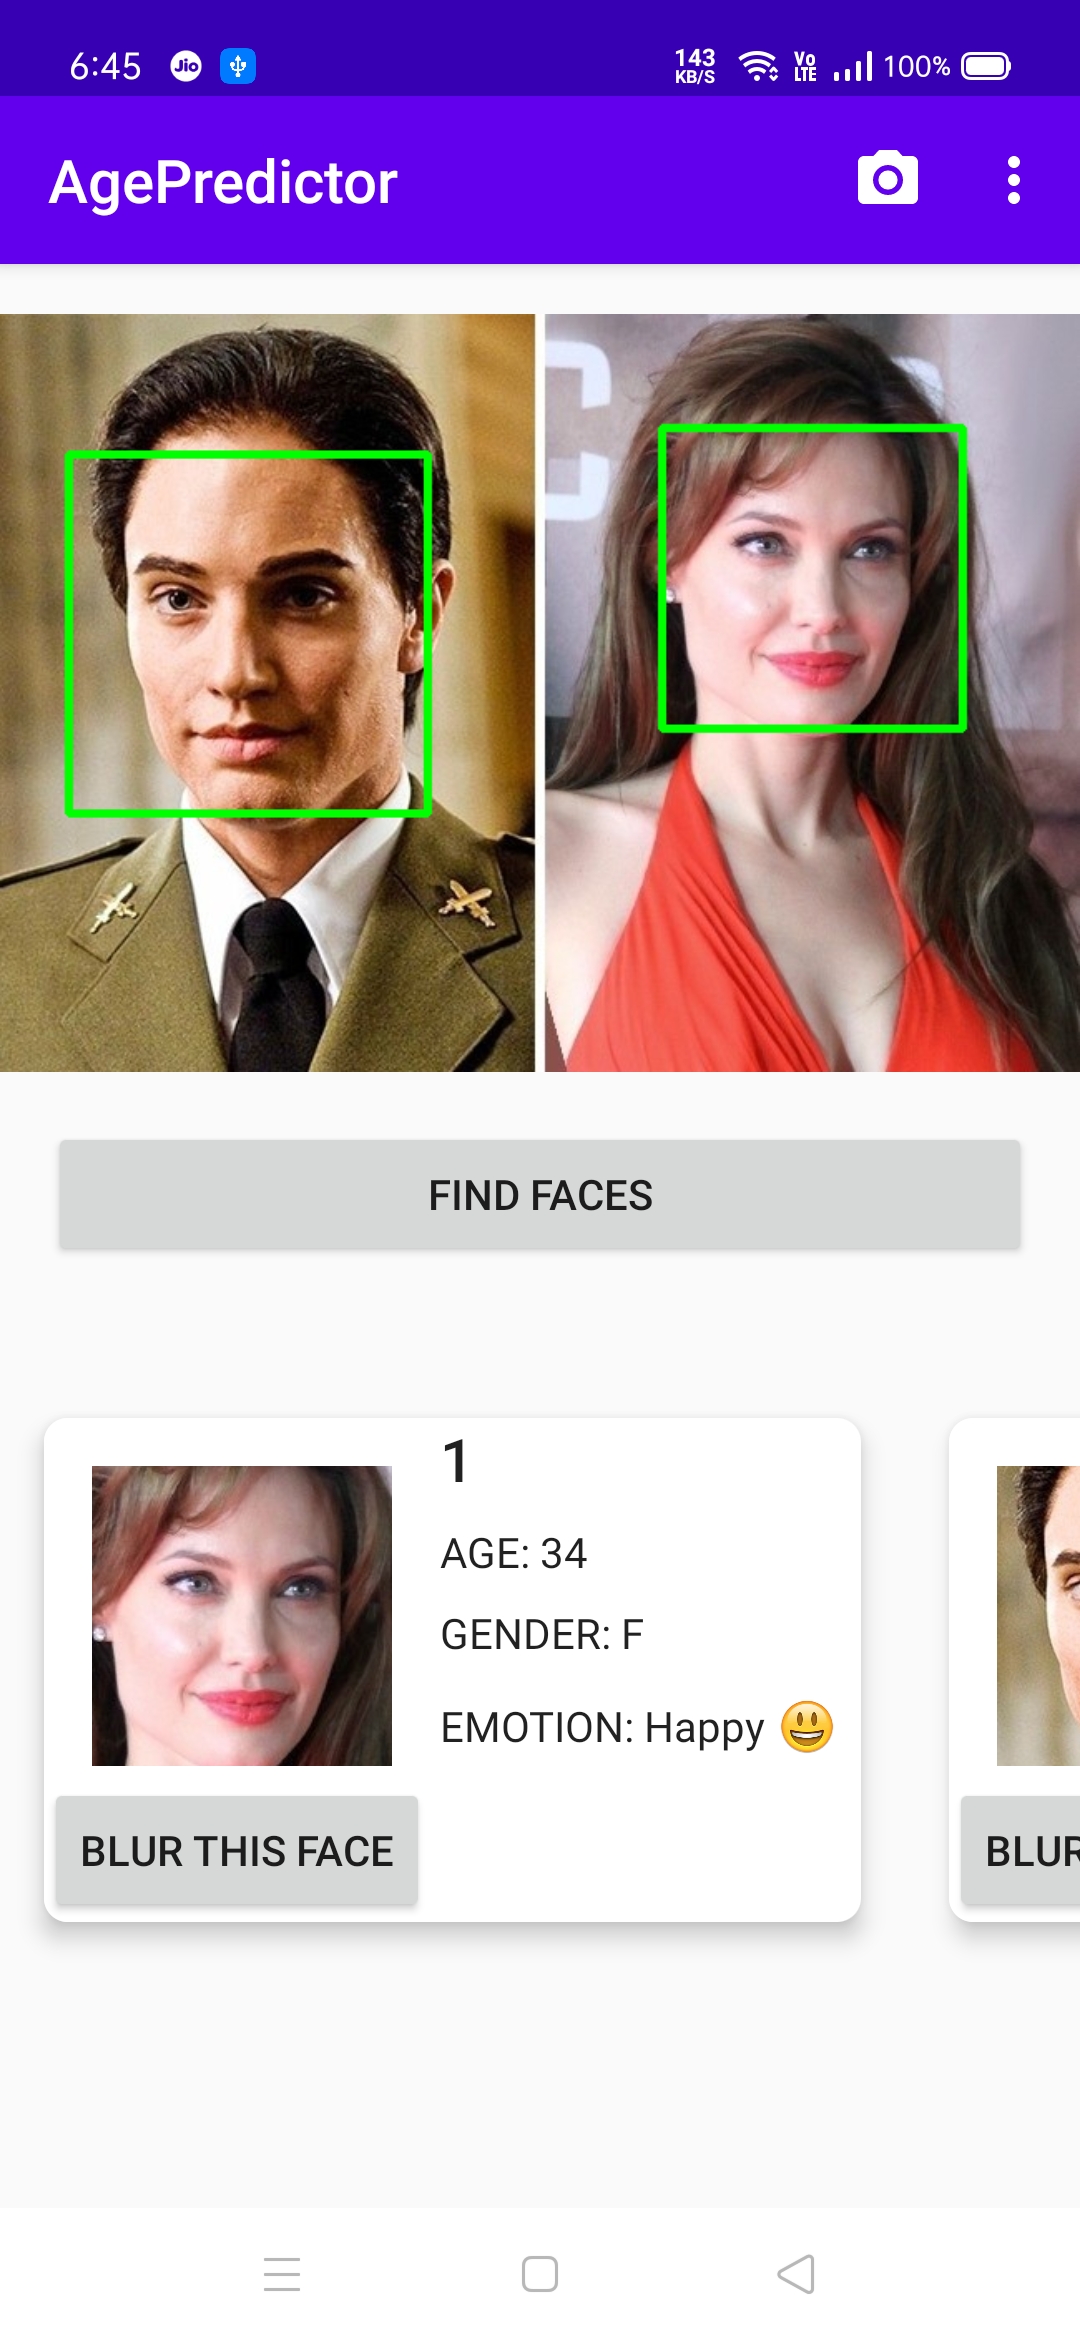 6:45 Jio 143 KB/S Vo LTE 100%
AgePredictor
C
C
FIND FACES
1
AGE: 34
GENDER: F
EMOTION: Happy 😃
BLUR THIS FACE
BLUR